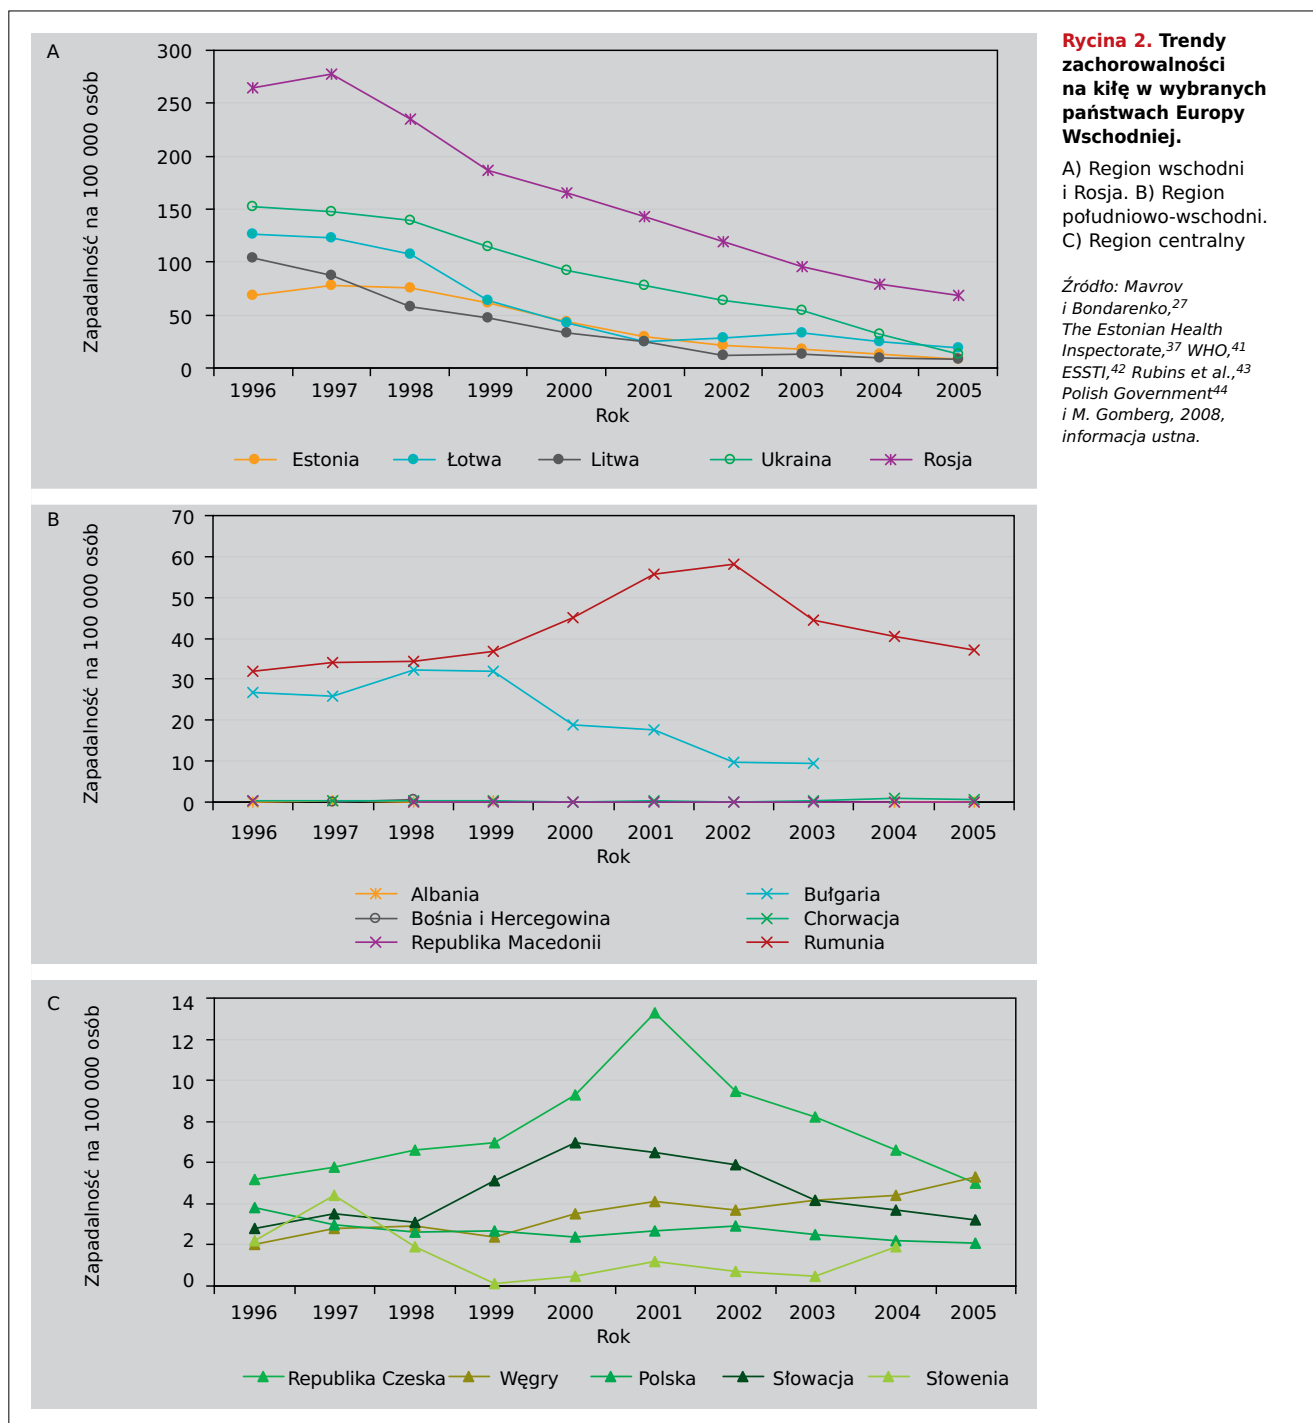 A
Zapadalność na 100 000 osób
300
250
200
150
100
50
0
1996 1997 1998 1999 2000 2001 2002 2003 2004 2005
Rok
Estonia Łotwa Litwa Ukraina Rosja
B
Zapadalność na 100 000 osób
70
60
50
40
30
20
10
0
1996 1997 1998 1999 2000 2001 2002 2003 2004 2005
Rok
Albania Bułgaria
Bośnia i Hercegowina Chorwacja
Republika Macedonii Rumunia
C
Zapadalność na 100 000 osób
14
12
10
8
6
4
2
0
1996 1997 1998 1999 2000 2001 2002 2003 2004 2005
Rok
Republika Czeska Węgry Polska Słowacja Słowenia
Rycina 2. Trendy
zachorowalności
na kiłę w wybranych
państwach Europy
Wschodniej.
A) Region wschodni
i Rosja. B) Region
południowo-wschodni.
C) Region centralny
Źródło: Mavrov
i Bondarenko,27
The Estonian Health
Inspectorate,37 WHO,41
ESSTI,42 Rubins et al.,43
Polish Government44
i M. Gomberg, 2008,
informacja ustna.